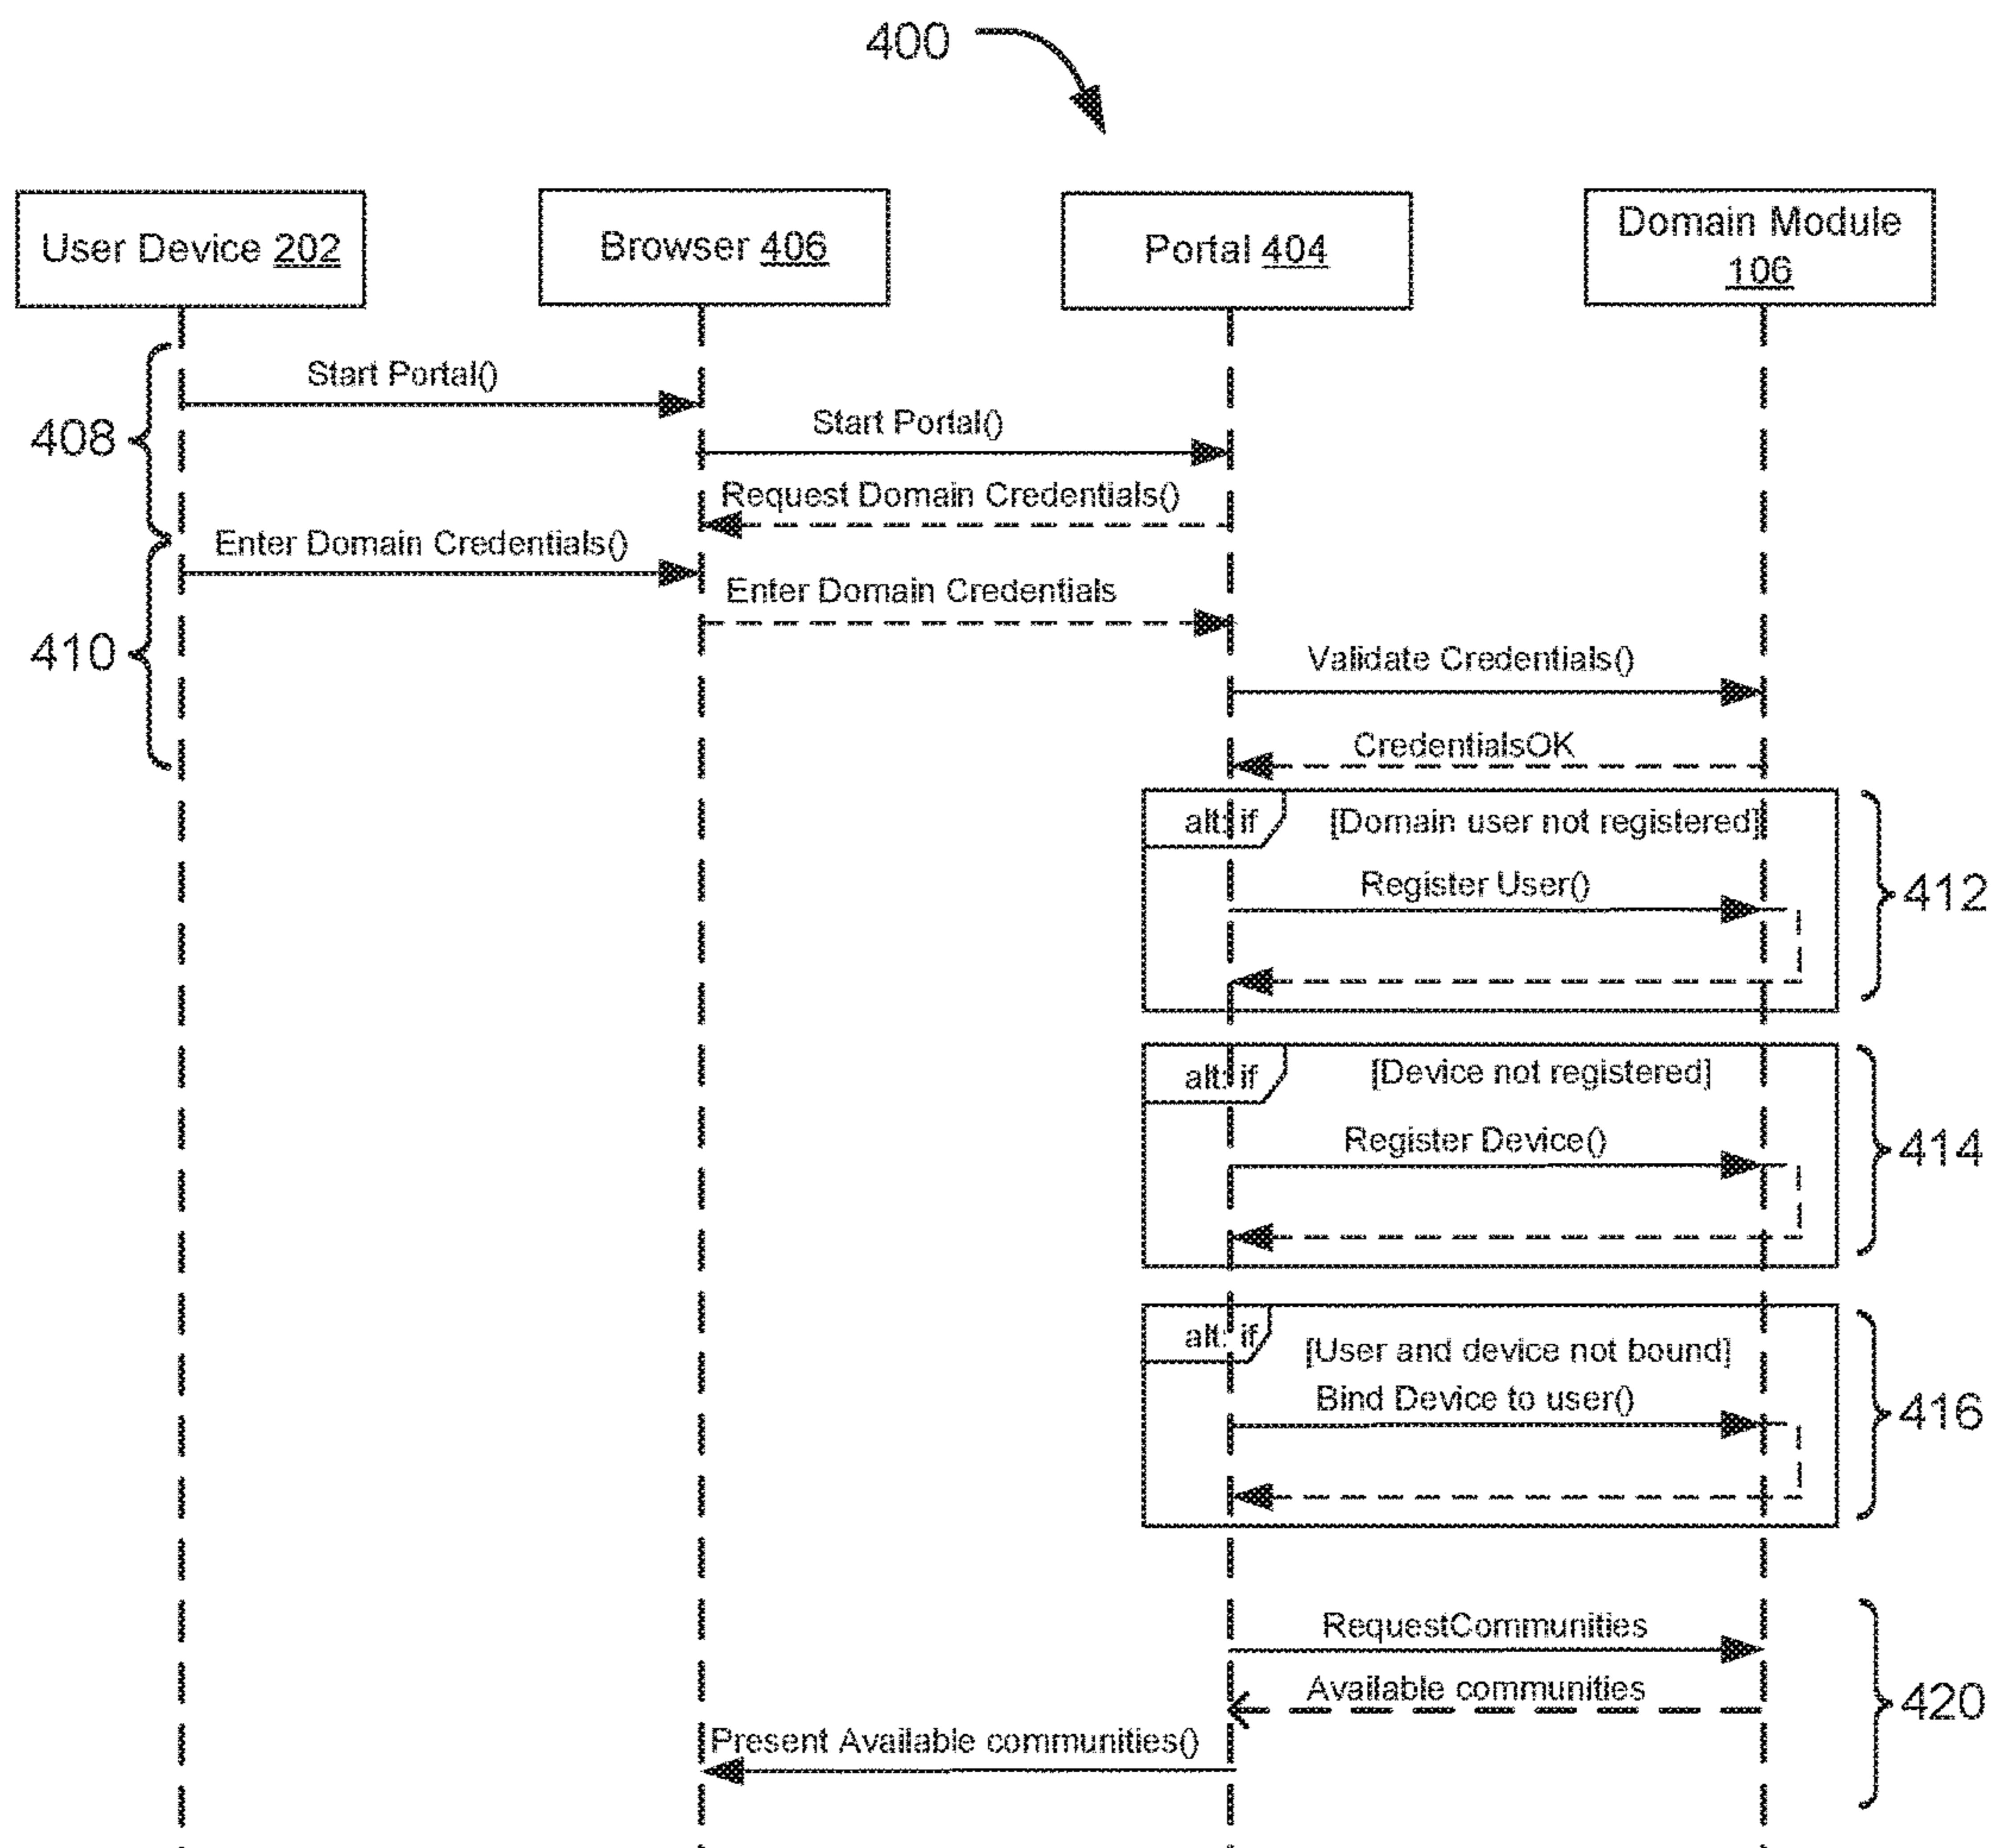 400
User Device 202
Browser 406
Portal 404
Domain Module
106
Start Portal()
408
Start Portal()
Request Domain Credentials()
Enter Domain Credentials()
Enter Domain Credentials
410
Validate Credentials()
CredentialsOK
alt: if
[Domain user not registered]
Register User()
412
alt: if
[Device not registered]
Register Device()
414
alt: if
[User and device not bound]
Bind Device to user()
416
RequestCommunities
Available communities
420
Present Available communities()